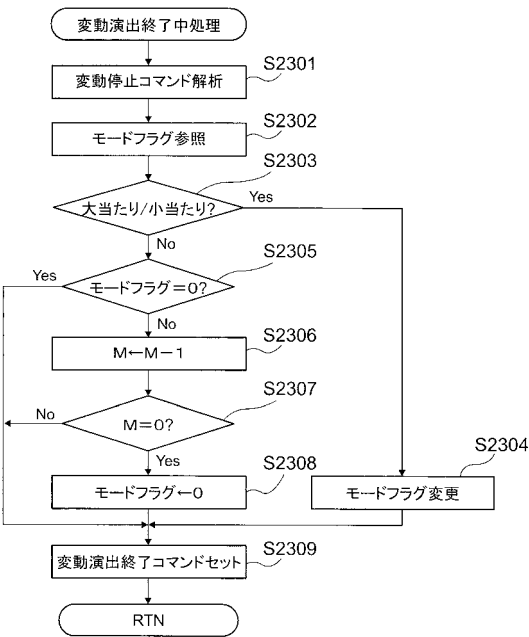 変動演出終了中処理
S2301
変動停止コマンド解析
S2302
モードフラグ参照
S2303
大当たり/小当たり?
Yes
No
S2305
モードフラグ=0?
Yes
No
S2306
M←M-1
S2307
M=0?
No
Yes
S2308
モードフラグ←0
S2304
モードフラグ変更
S2309
変動演出終了コマンドセット
RTN